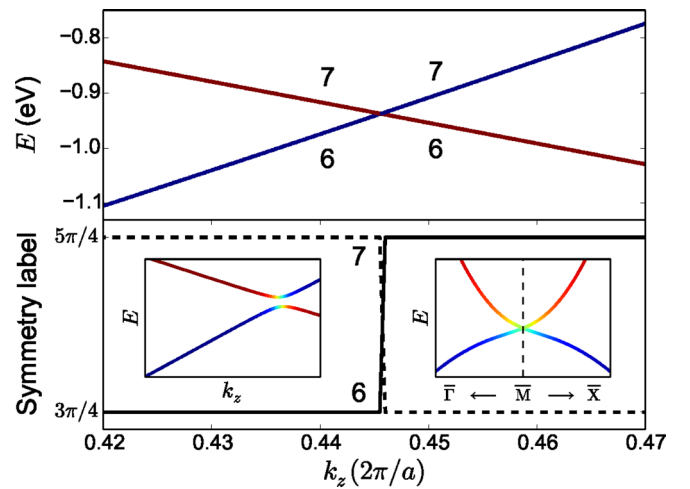 −0.8
−0.9
−1.0
−1.1
E (eV)
7
7
6
6
5π/4
3π/4
Symmetry label
7
6
E
k_z
E
Γ̅ ← M̅ → X̅
0.42 0.43 0.44 0.45 0.46 0.47
k_z (2π/a)